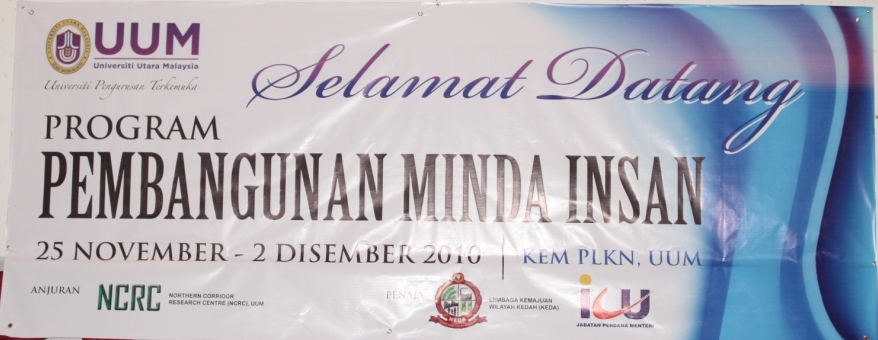 UUM
Universiti Utara Malaysia
Universiti Pengurusan Terkemuka
Selamat Datang
PROGRAM
PEMBANGUNAN MINDA INSAN
25 NOVEMBER - 2 DISEMBER 2010 | KEM PLKN, UUM
ANJURAN
NCRC
NORTHERN CORRIDOR
RESEARCH CENTRE (NCRC), UUM
PENAJA
KEDA
LEMBAGA KEMAJUAN
WILAYAH KEDAH (KEDA)
ICU
JABATAN PERDANA MENTERI